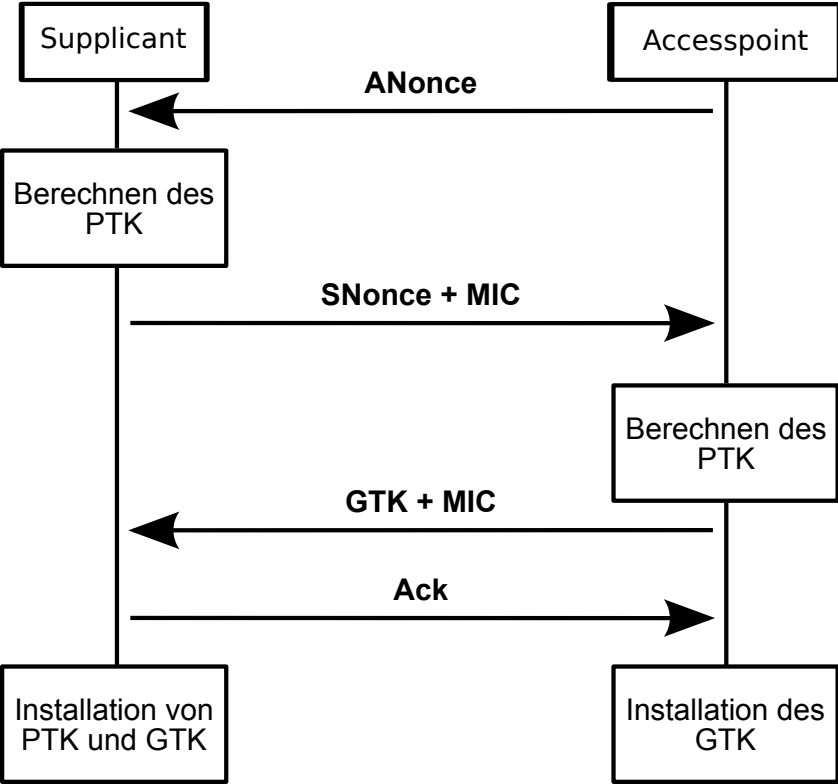 Supplicant
Accesspoint
ANonce
Berechnen des
PTK
SNonce + MIC
Berechnen des
PTK
GTK + MIC
Ack
Installation von
PTK und GTK
Installation des
GTK